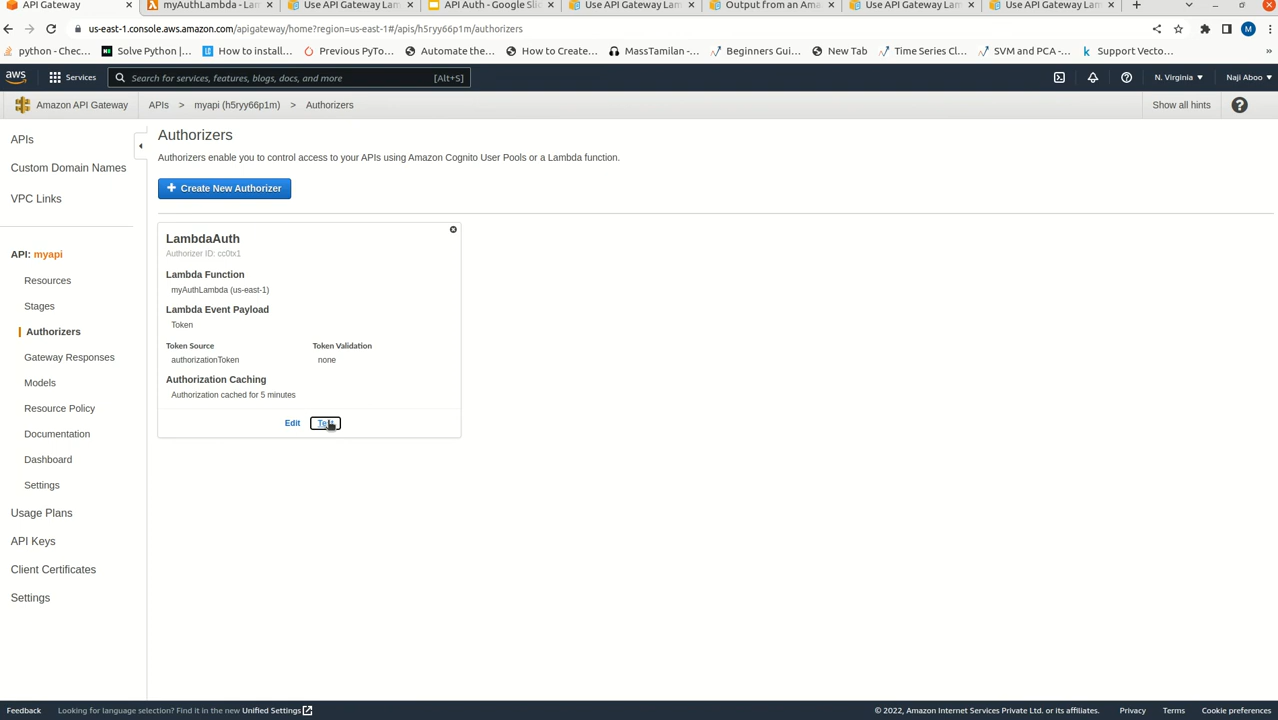 API Gateway
myAuthLambda - Lam
Use API Gateway Lam
API Auth - Google Slid
Use API Gateway Lam
Output from an Ama
Use API Gateway Lam
Use API Gateway Lam
us-east-1.console.aws.amazon.com/apigateway/home?region=us-east-1#/apis/h5ryy66p1m/authorizers
python - Chec...
Solve Python |...
How to install...
Previous PyTo...
Automate the...
How to Create...
MassTamilan -...
Beginners Guid...
New Tab
Time Series Cl...
SVM and PCA -...
Support Vecto...
»
aws
Services
Search for services, features, blogs, docs, and more
[Alt+S]
N. Virginia
Naji Aboo
Amazon API Gateway
APIs > myapi (h5ryy66p1m) > Authorizers
Show all hints
APIs
Custom Domain Names
VPC Links
API: myapi
Resources
Stages
Authorizers
Gateway Responses
Models
Resource Policy
Documentation
Dashboard
Settings
Usage Plans
API Keys
Client Certificates
Settings
Authorizers
Authorizers enable you to control access to your APIs using Amazon Cognito User Pools or a Lambda function.
+ Create New Authorizer
LambdaAuth
Authorizer ID: cc0tx1
Lambda Function
myAuthLambda (us-east-1)
Lambda Event Payload
Token
Token Source
Token Validation
authorizationToken
none
Authorization Caching
Authorization cached for 5 minutes
Edit
Feedback
Looking for language selection? Find it in the new Unified Settings
© 2022, Amazon Internet Services Private Ltd. or its affiliates.
Privacy
Terms
Cookie preferences